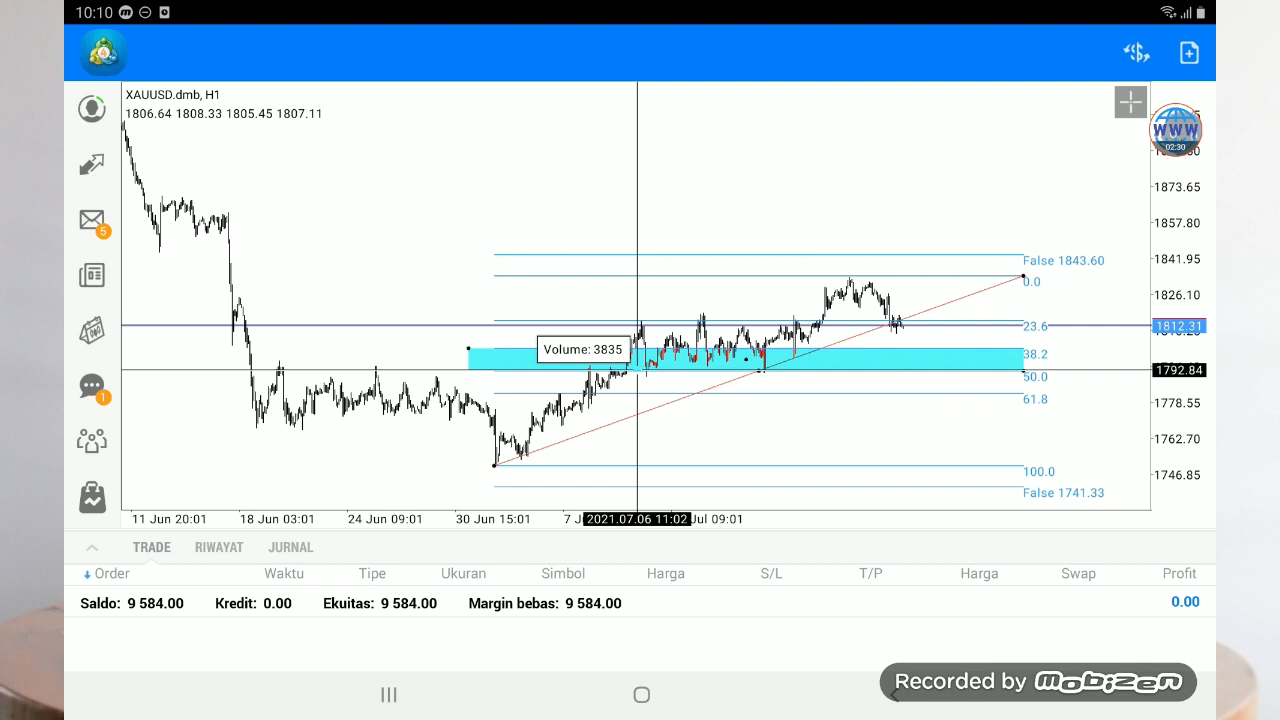 10:10
4
XAUUSD.dmb, H1
1806.64 1808.33 1805.45 1807.11
WWW
02:30
1873.65
1857.80
False 1843.60
1841.95
0.0
1826.10
23.6
1812.31
Volume: 3835
38.2
1792.84
50.0
61.8
1778.55
1762.70
100.0
1746.85
False 1741.33
5
1
11 Jun 20:01
18 Jun 03:01
24 Jun 09:01
30 Jun 15:01
2021.07.06 11:02
Jul 09:01
TRADE RIWAYAT JURNAL
Order Waktu Tipe Ukuran Simbol Harga S/L T/P Harga Swap Profit
Saldo: 9 584.00 Kredit: 0.00 Ekuitas: 9 584.00 Margin bebas: 9 584.00 0.00
Recorded by mobizen